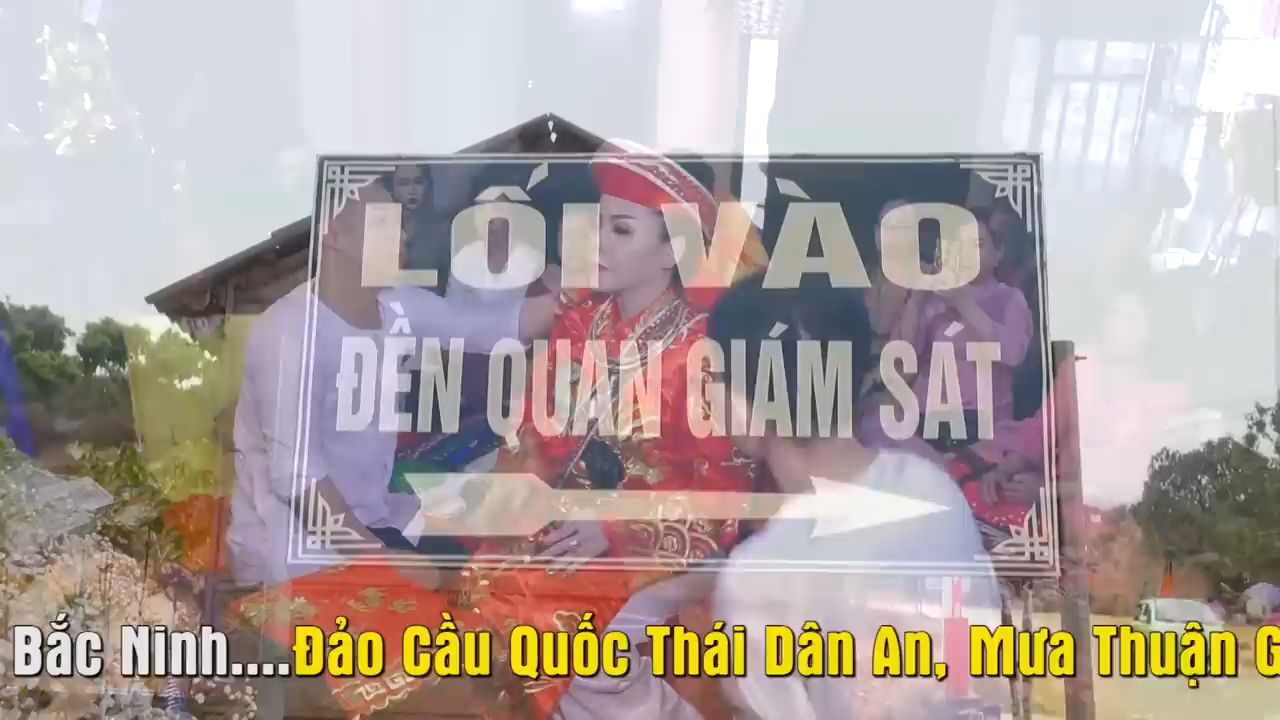 LỐI VÀO
ĐỀN QUAN GIÁM SÁT
Bắc Ninh....Đảo Cầu Quốc Thái Dân An, Mưa Thuận G